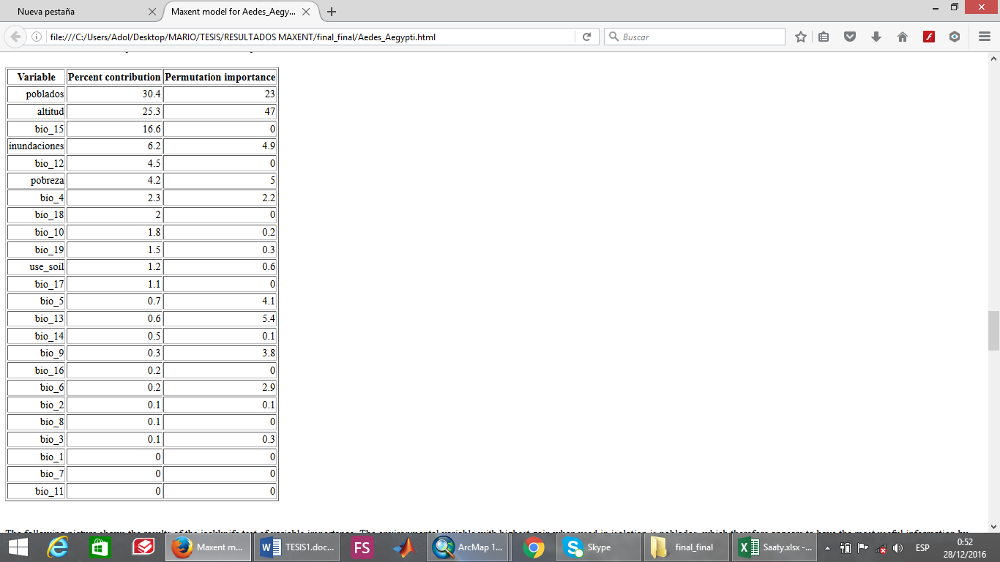 Nueva pestaña
Maxent model for Aedes_Aegy...
file:///C:/Users/Adol/Desktop/MARIO/TESIS/RESULTADOS MAXENT/final_final/Aedes_Aegypti.html
Buscar
Variable Percent contribution Permutation importance
poblados 30.4 23
altitud 25.3 47
bio_15 16.6 0
inundaciones 6.2 4.9
bio_12 4.5 0
pobreza 4.2 5
bio_4 2.3 2.2
bio_18 2 0
bio_10 1.8 0.2
bio_19 1.5 0.3
use_soil 1.2 0.6
bio_17 1.1 0
bio_5 0.7 4.1
bio_13 0.6 5.4
bio_14 0.5 0.1
bio_9 0.3 3.8
bio_16 0.2 0
bio_6 0.2 2.9
bio_2 0.1 0.1
bio_8 0.1 0
bio_3 0.1 0.3
bio_1 0 0
bio_7 0 0
bio_11 0 0
The following picture shows the results of the jackknife test of variable importance. The environmental variable with highest gain when used in isolation is poblados, which therefore appears to have the most useful information by
Maxent m...
TESIS1.doc...
FS
ArcMap 1...
Skype
final_final
Saaty.xlsx -...
ESP
0:52
28/12/2016